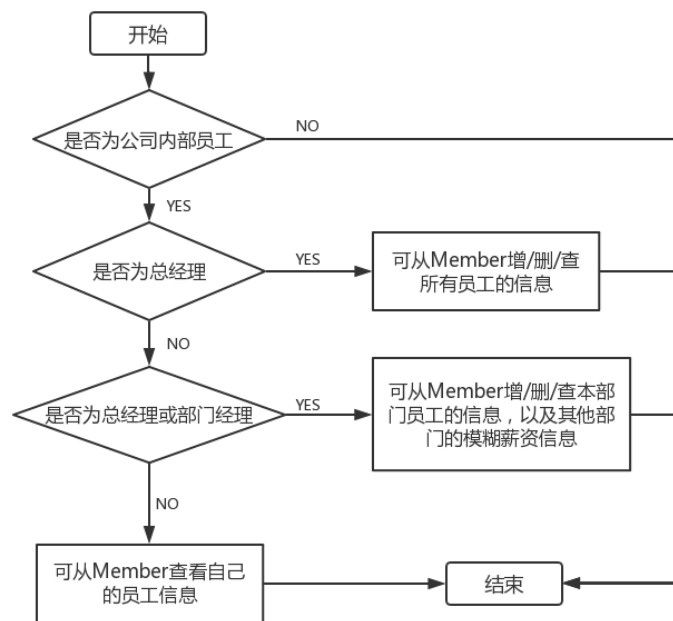 开始
是否为公司内部员工
NO
YES
是否为总经理
YES
可从Member增/删/查
所有员工的信息
NO
是否为总经理或部门经理
YES
可从Member增/删/查本部
门员工的信息，以及其他部
门的模糊薪资信息
NO
可从Member查看自己
的员工信息
结束